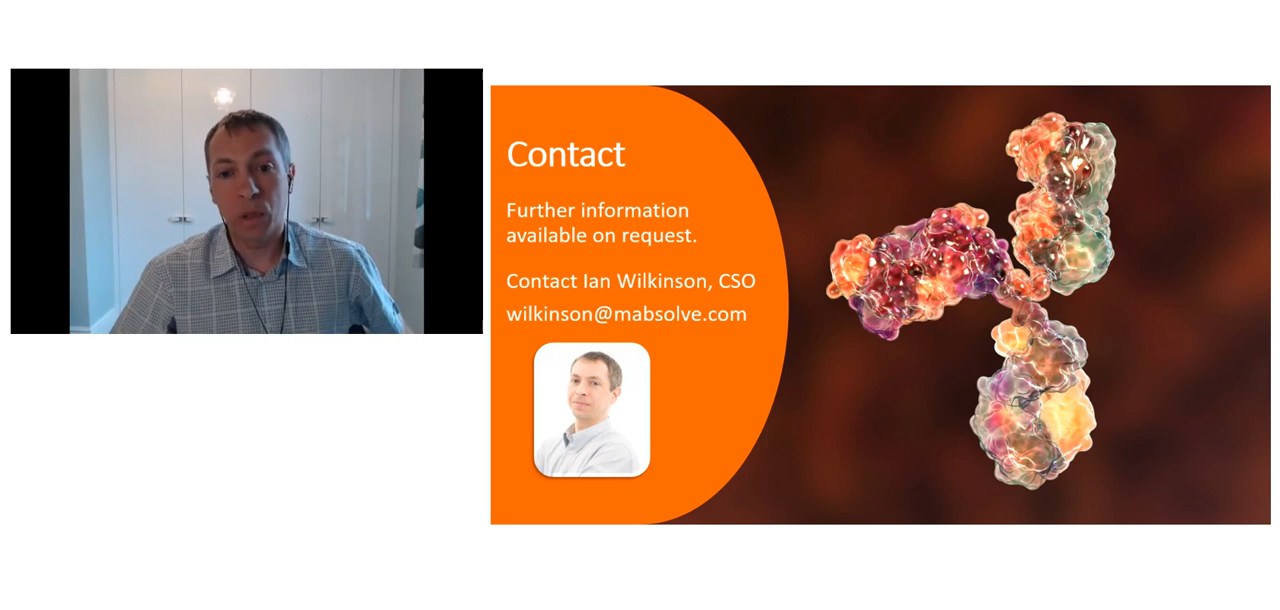 Contact
Further information
available on request.
Contact Ian Wilkinson, CSO
wilkinson@mabsolve.com